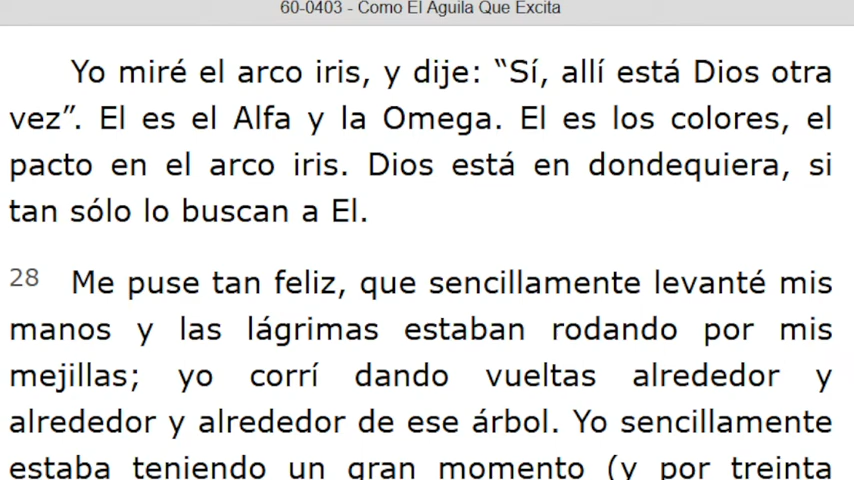 60-0403 - Como El Aguila Que Excita
Yo miré el arco iris, y dije: “Sí, allí está Dios otra
vez”. El es el Alfa y la Omega. El es los colores, el
pacto en el arco iris. Dios está en dondequiera, si
tan sólo lo buscan a El.
28 Me puse tan feliz, que sencillamente levanté mis
manos y las lágrimas estaban rodando por mis
mejillas; yo corrí dando vueltas alrededor y
alrededor y alrededor de ese árbol. Yo sencillamente
estaba teniendo un gran momento (y por treinta